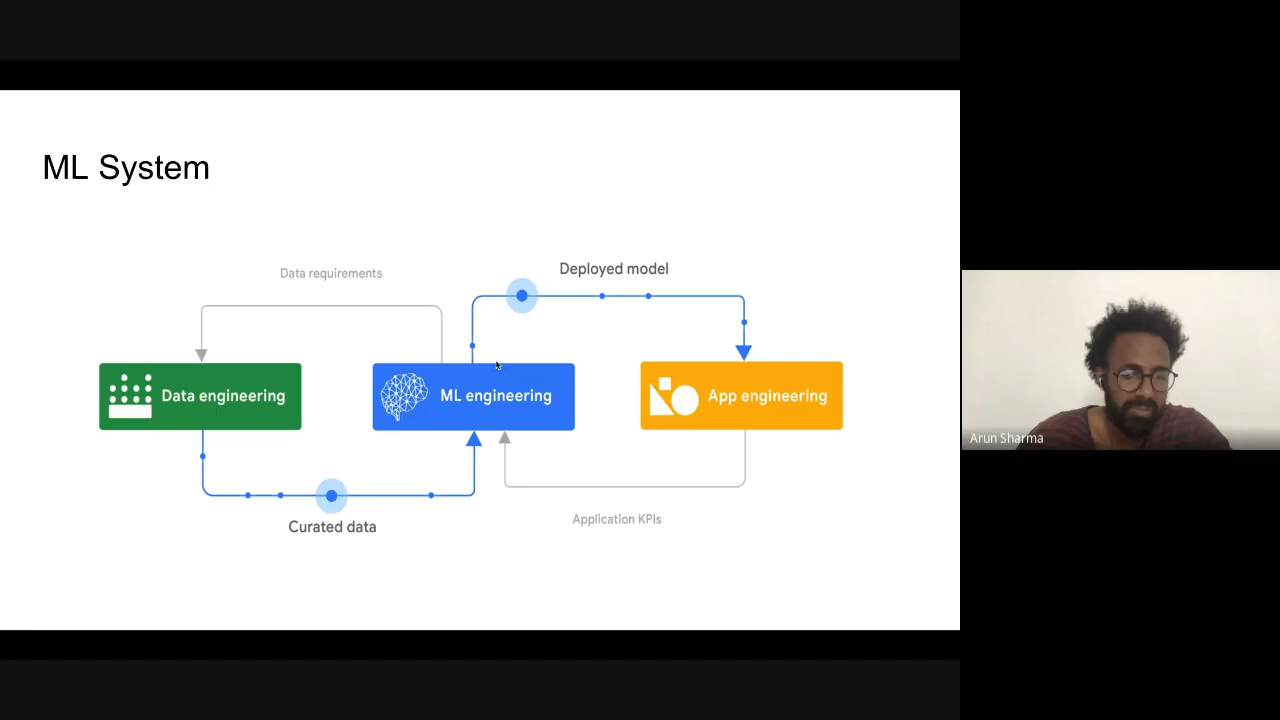 ML System
Data requirements
Deployed model
Data engineering
ML engineering
App engineering
Curated data
Application KPIs
Arun Sharma